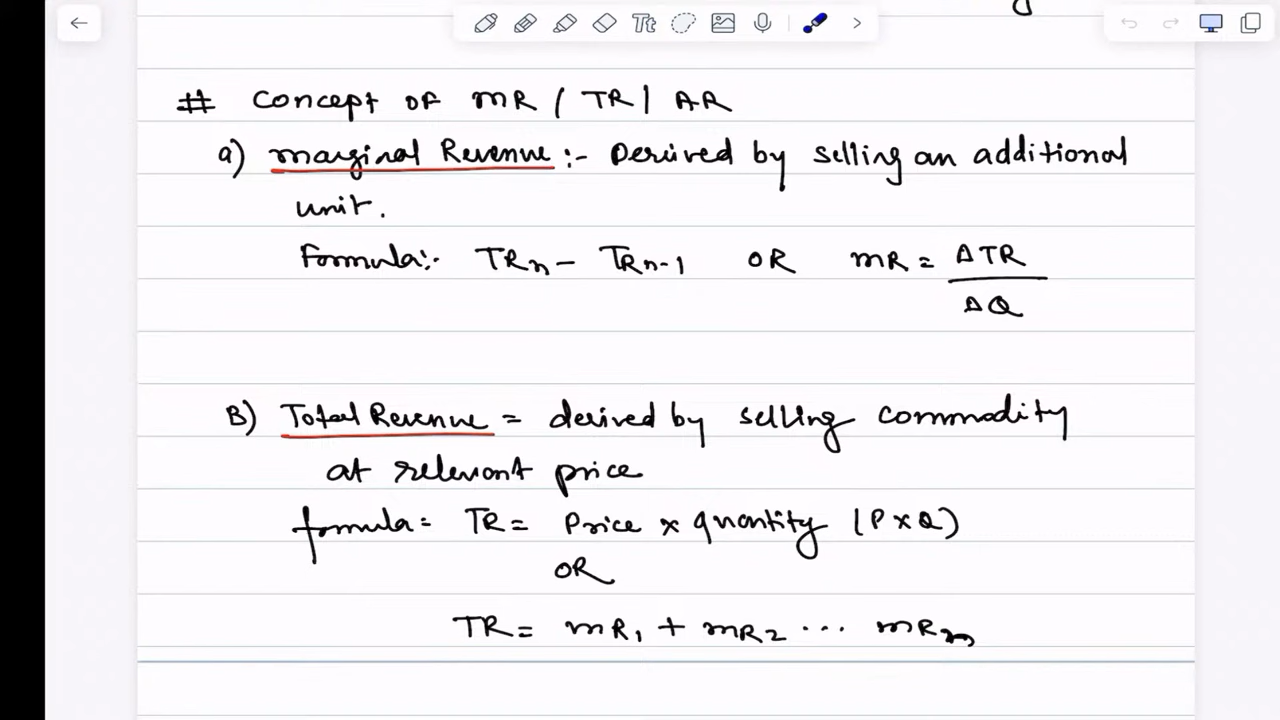 # Concept OF MR / TR / AR
a) Marginal Revenue :- Derived by selling an additional
unit.
Formula:- TRn - TRn-1 OR MR = ΔTR / ΔQ
B) Total Revenue = derived by selling commodity
at relevant price
formula = TR = Price × quantity (P × Q)
OR
TR = MR1 + MR2 ... MRn